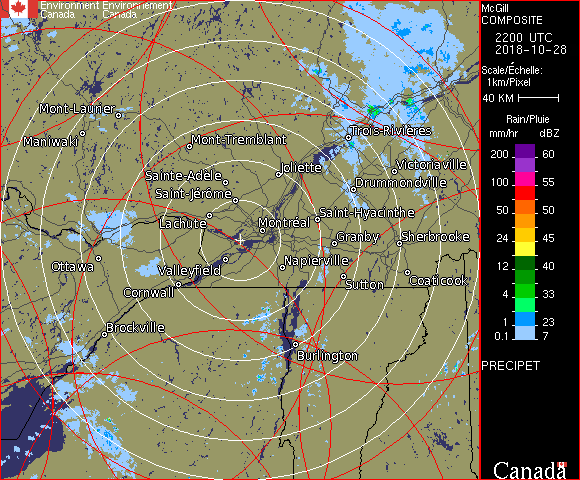 Environment Environnement
Canada Canada
McGill
COMPOSITE
2200 UTC
2018-10-28
Scale/Échelle:
1km/Pixel
40 KM
Rain/Pluie
mm/hr dBZ
200 60
150 55
100 55
50 50
24 45
12 40
4 33
1 23
0.1 7
PRECIPET
Canada
Mont-Laurier
Maniwaki
Mont-Tremblant
Trois-Rivières
Sainte-Adèle
Joliette
Victoriaville
Saint-Jérôme
Drummondville
Lachute
Montréal
Saint-Hyacinthe
Granby
Sherbrooke
Ottawa
Valleyfield
Napierville
Cornwall
Sutton
Coaticook
Brockville
Burlington